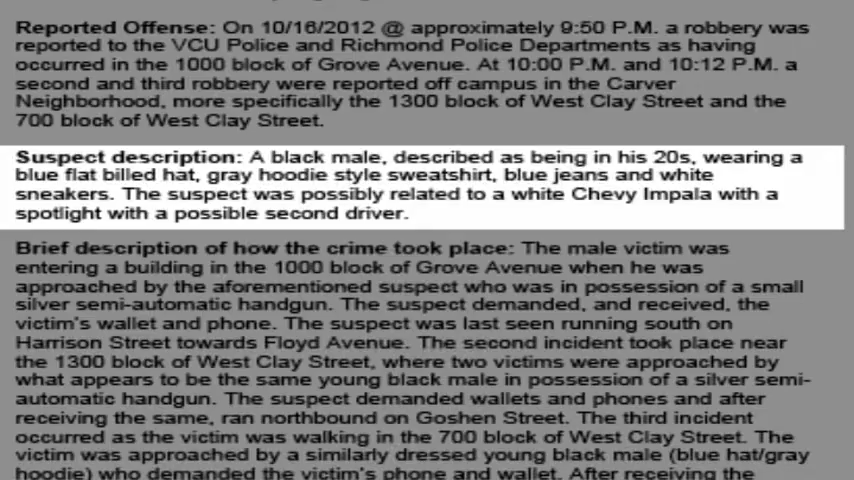 Reported Offense: On 10/16/2012 @ approximately 9:50 P.M. a robbery was
reported to the VCU Police and Richmond Police Departments as having
occurred in the 1000 block of Grove Avenue. At 10:00 P.M. and 10:12 P.M. a
second and third robbery were reported off campus in the Carver
Neighborhood, more specifically the 1300 block of West Clay Street and the
700 block of West Clay Street.
Suspect description: A black male, described as being in his 20s, wearing a
blue flat billed hat, gray hoodie style sweatshirt, blue jeans and white
sneakers. The suspect was possibly related to a white Chevy Impala with a
spotlight with a possible second driver.
Brief description of how the crime took place: The male victim was
entering a building in the 1000 block of Grove Avenue when he was
approached by the aforementioned suspect who was in possession of a small
silver semi-automatic handgun. The suspect demanded, and received, the
victim's wallet and phone. The suspect was last seen running south on
Harrison Street towards Floyd Avenue. The second incident took place near
the 1300 block of West Clay Street, where two victims were approached by
what appears to be the same young black male in possession of a silver semi-
automatic handgun. The suspect demanded wallets and phones and after
receiving the same, ran northbound on Goshen Street. The third incident
occurred as the victim was walking in the 700 block of West Clay Street. The
victim was approached by a similarly dressed young black male (blue hat/gray
hoodie) who demanded the victim's phone and wallet. After receiving the